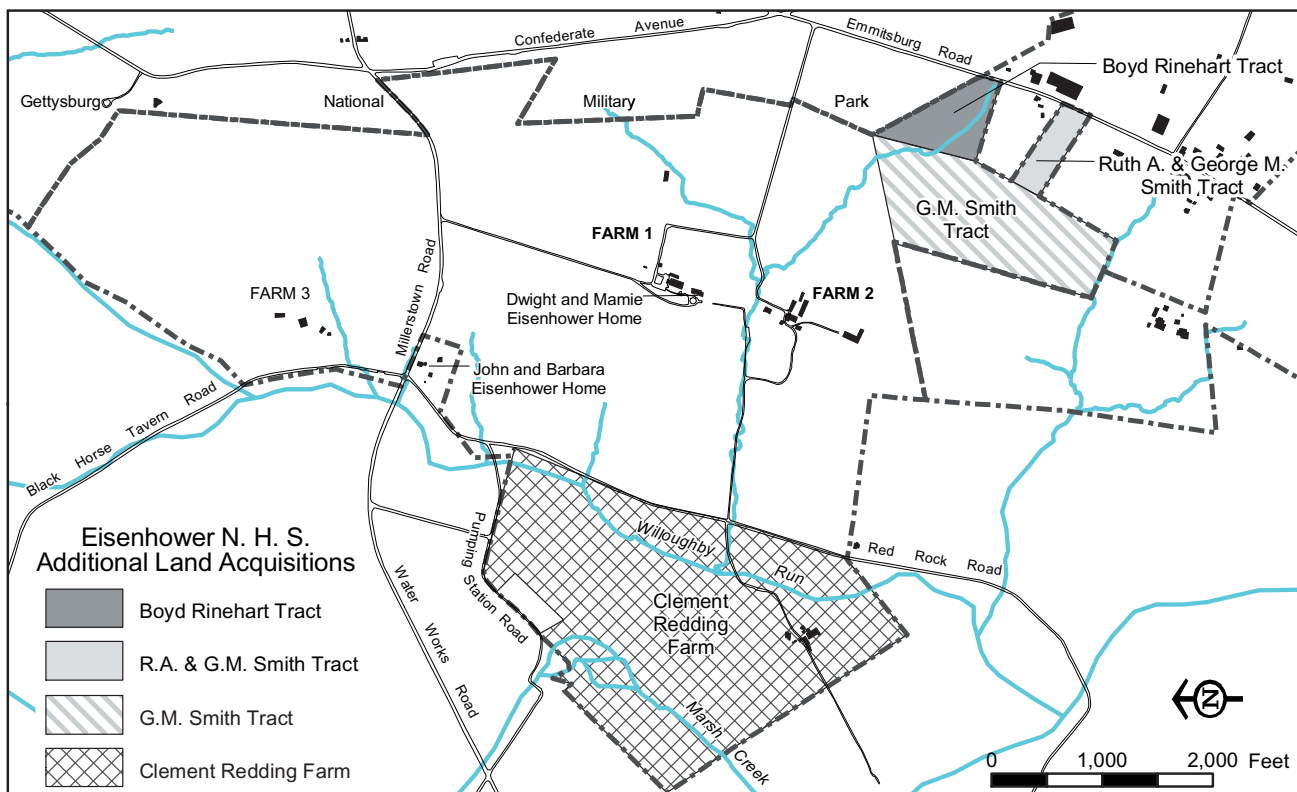 Confederate Avenue
Emmitsburg Road
Boyd Rinehart Tract
Gettysburg National Military Park
Ruth A. & George M.
Smith Tract
G.M. Smith
Tract
FARM 1
Millerstown Road
FARM 3
Dwight and Mamie
Eisenhower Home
FARM 2
John and Barbara
Eisenhower Home
Black Horse Tavern Road
Pumping Station Road
Willoughby Run
Red Rock Road
Clement
Redding
Farm
Water Works Road
Marsh Creek
Eisenhower N. H. S.
Additional Land Acquisitions
Boyd Rinehart Tract
R.A. & G.M. Smith Tract
G.M. Smith Tract
Clement Redding Farm
N
0 1,000 2,000 Feet